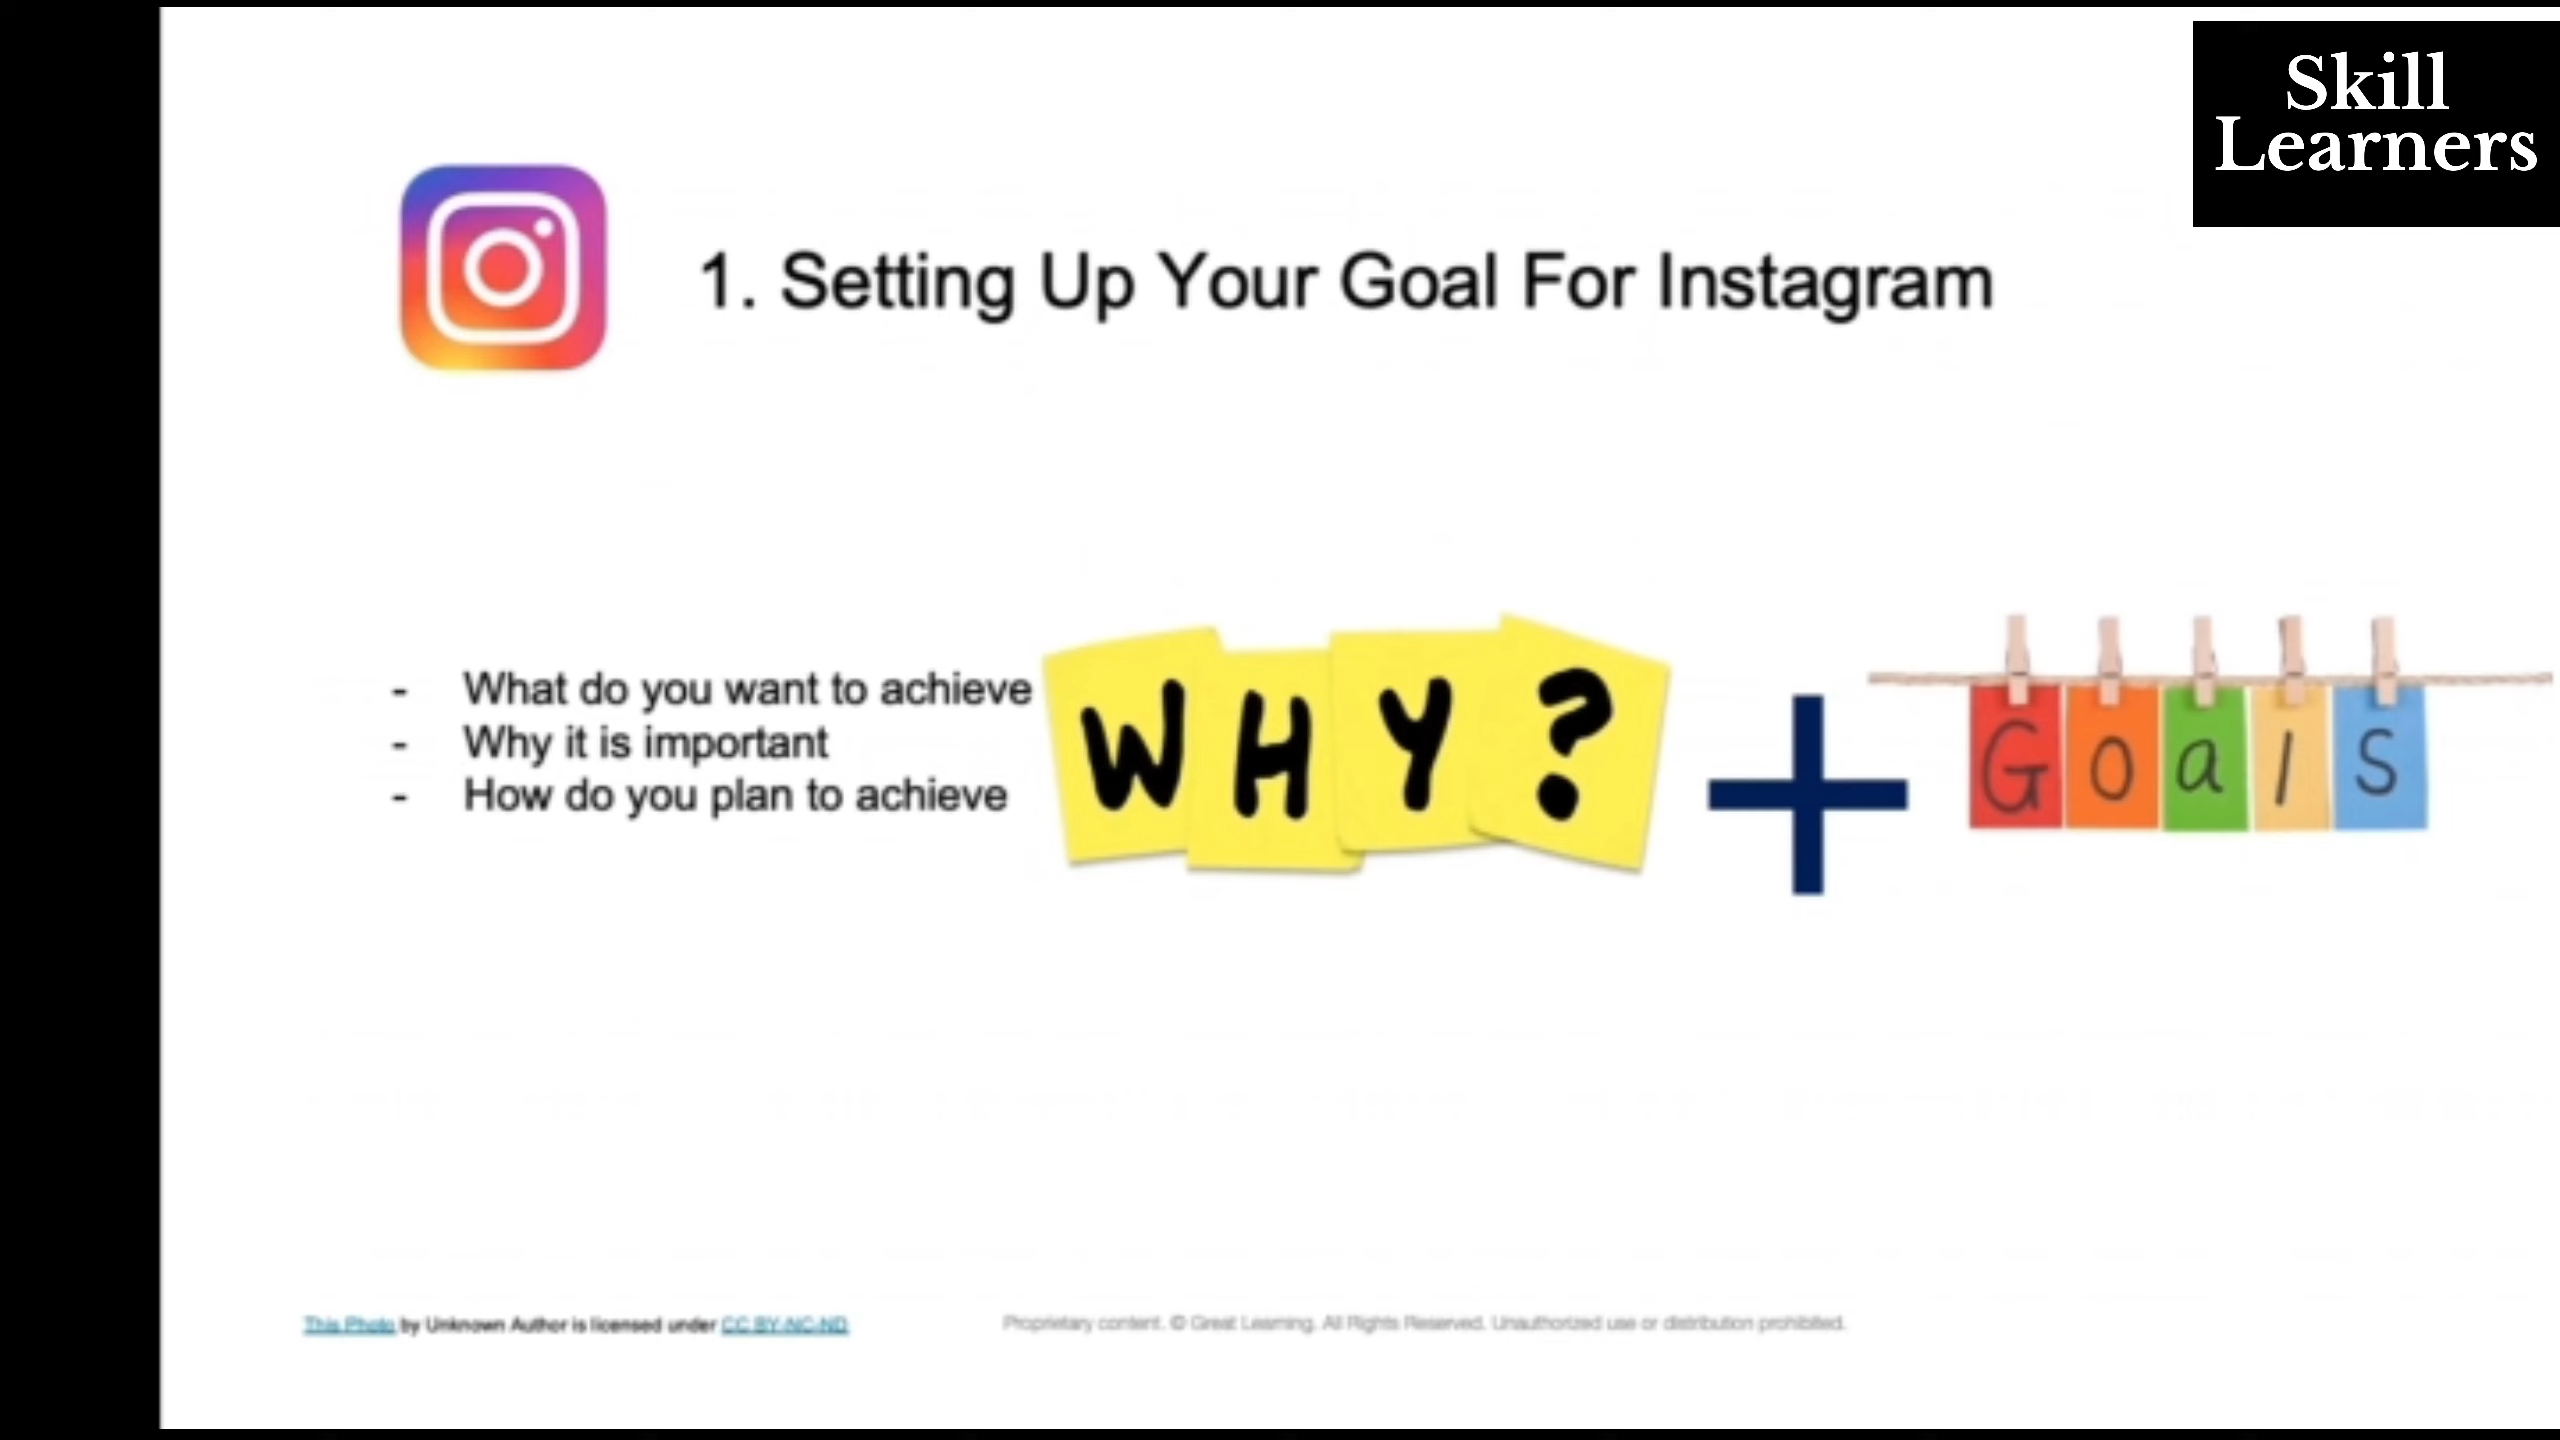 Skill
Learners
1. Setting Up Your Goal For Instagram
- What do you want to achieve
- Why it is important
- How do you plan to achieve
WHY?
Goals
This Photo by Unknown Author is licensed under CC BY-NC-ND
Proprietary content. © Great Learning. All Rights Reserved. Unauthorized use or distribution prohibited.